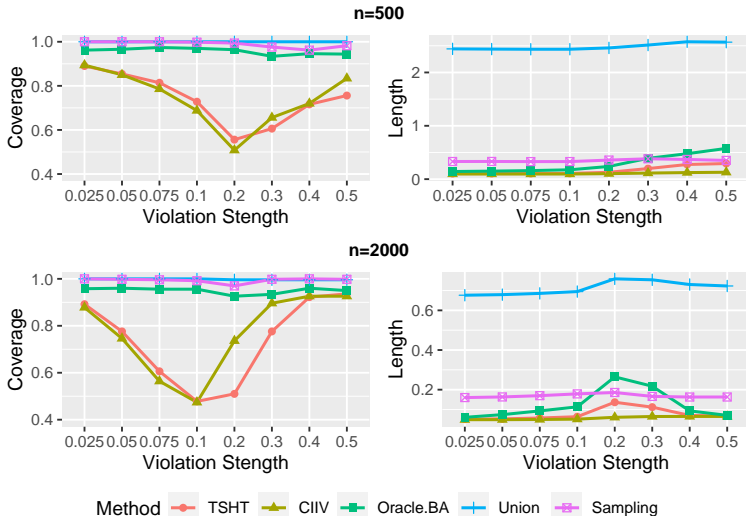 n=500
Coverage
1.0
0.8
0.6
0.4
0.025 0.05 0.075 0.1 0.2 0.3 0.4 0.5
Violation Stength
Length
2
1
0
0.025 0.05 0.075 0.1 0.2 0.3 0.4 0.5
Violation Stength
n=2000
Coverage
1.0
0.8
0.6
0.4
0.025 0.05 0.075 0.1 0.2 0.3 0.4 0.5
Violation Stength
Length
0.6
0.4
0.2
0.025 0.05 0.075 0.1 0.2 0.3 0.4 0.5
Violation Stength
Method TSHT CIIV Oracle.BA Union Sampling